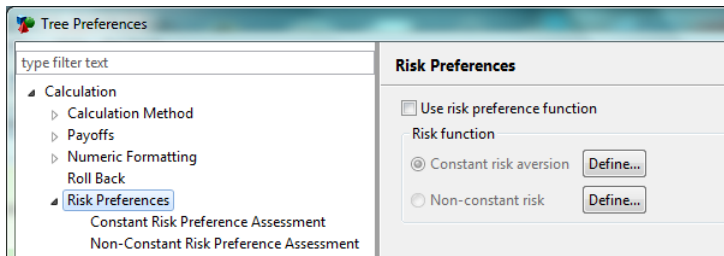 Tree Preferences
type filter text
Calculation
Calculation Method
Payoffs
Numeric Formatting
Roll Back
Risk Preferences
Constant Risk Preference Assessment
Non-Constant Risk Preference Assessment
Risk Preferences
Use risk preference function
Risk function
Constant risk aversion Define...
Non-constant risk Define...